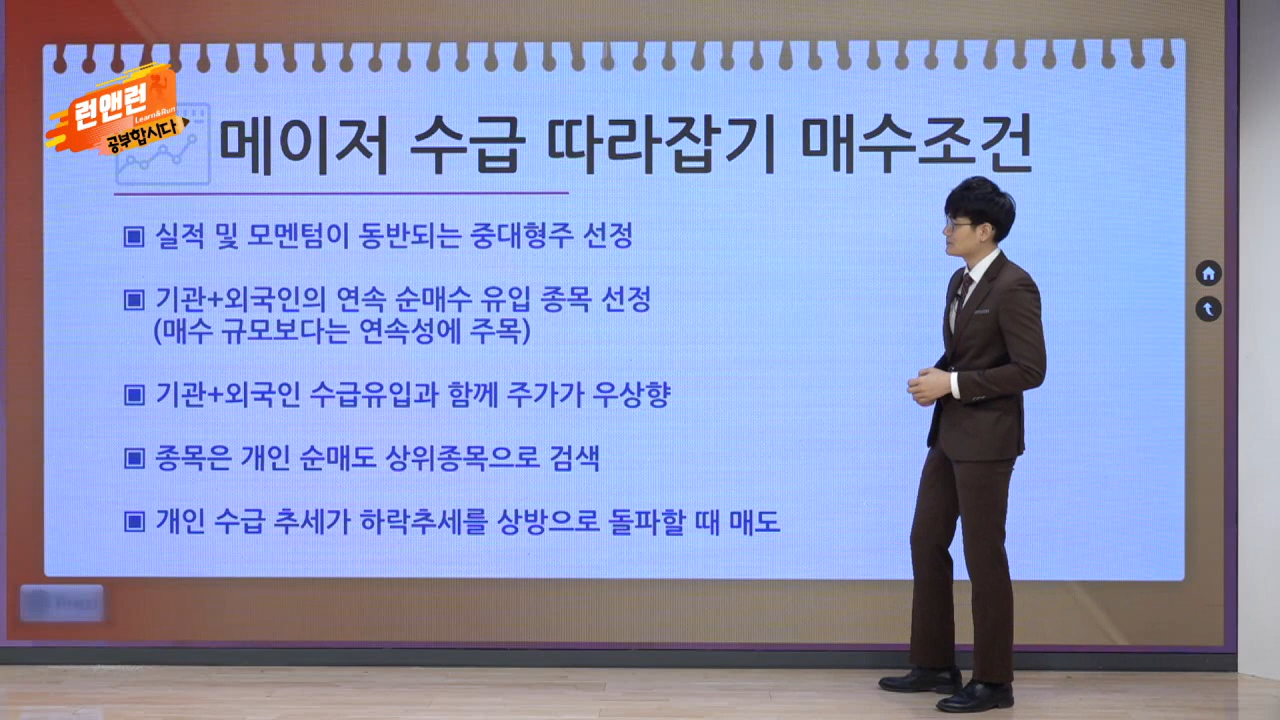 런앤런
Learn&Run
공부합시다
메이저 수급 따라잡기 매수조건
▣ 실적 및 모멘텀이 동반되는 중대형주 선정
▣ 기관+외국인의 연속 순매수 유입 종목 선정
(매수 규모보다는 연속성에 주목)
▣ 기관+외국인 수급유입과 함께 주가가 우상향
▣ 종목은 개인 순매도 상위종목으로 검색
▣ 개인 수급 추세가 하락추세를 상방으로 돌파할 때 매도